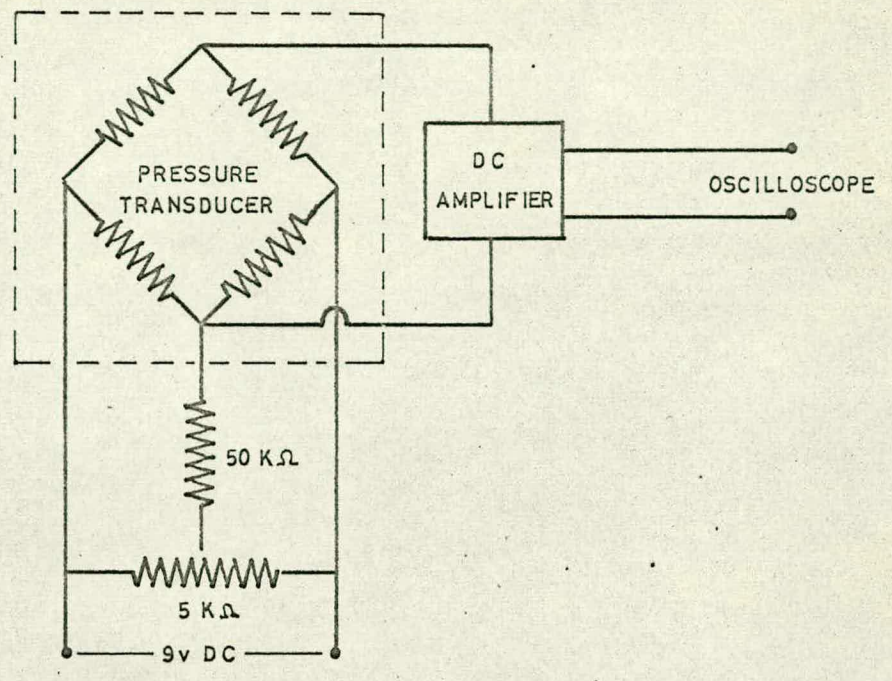 PRESSURE
TRANSDUCER
DC
AMPLIFIER
OSCILLOSCOPE
50 KΩ
5 KΩ
9v DC